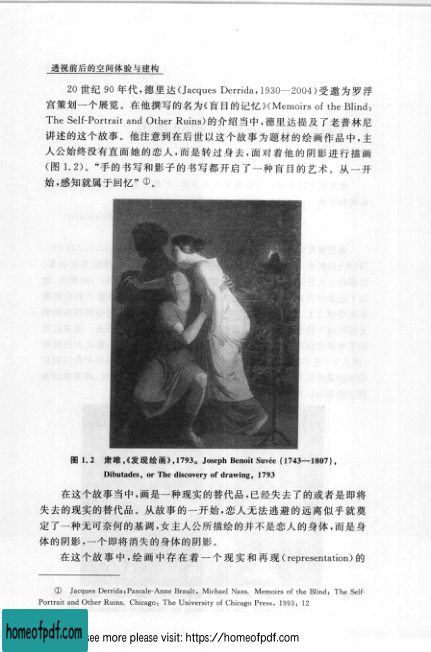 透视前后的空间体验与建构
20 世纪 90 年代,德里达(Jacques Derrida,1930—2004)受邀为罗浮
宫策划一个展览。在他撰写的名为《盲目的记忆》(Memoirs of the Blind:
The Self-Portrait and Other Ruins)的介绍当中,德里达提及了老普林尼
讲述的这个故事。他注意到在后世以这个故事为题材的绘画作品中,主
人公始终没有直面她的恋人,而是转过身去,面对着他的阴影进行描画
(图 1.2)。“手的书写和影子的书写都开启了一种盲目的艺术。从一开
始,感知就属于回忆”①。
图 1.2 肃唯,《发现绘画》,1793。Joseph Benoit Suvée (1743—1807),
Dibutades, or The discovery of drawing, 1793
在这个故事当中,画是一种现实的替代品,已经失去了的或者是即将
失去的现实的替代品。从故事的一开始,恋人无法逃避的远离似乎就奠
定了一种无可奈何的基调,女主人公所描绘的并不是恋人的身体,而是身
体的阴影,一个即将消失的身体的阴影。
在这个故事中,绘画中存在着一个现实和再现(representation)的
① Jacques Derrida;Pascale-Anne Brault, Michael Nass. Memoirs of the Blind: The Self-
Portrait and Other Ruins. Chicago: The University of Chicago Press, 1993: 12
homeofpdf.com
see more please visit: https://homeofpdf.com